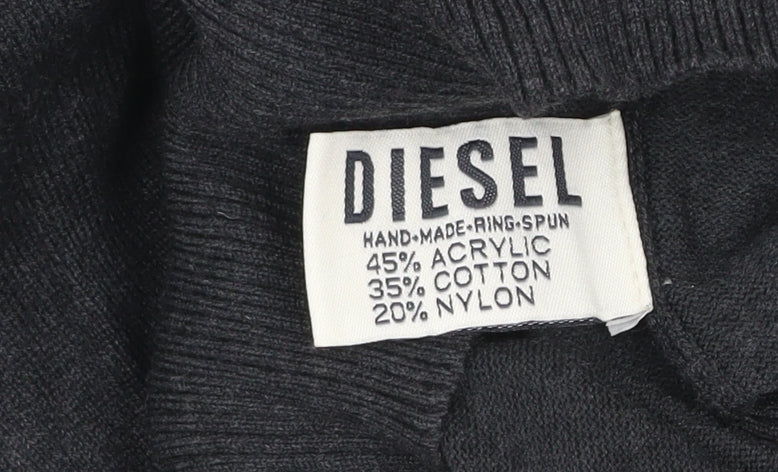 DIESEL
HAND•MADE•RING•SPUN
45% ACRYLIC
35% COTTON
20% NYLON